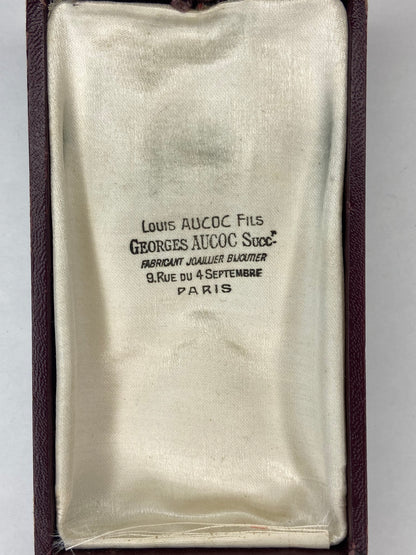 LOUIS AUCOC FILS
GEORGES AUCOC SUCCR
FABRICANT JOAILLIER BIJOUTIER
9. RUE DU 4 SEPTEMBRE
PARIS